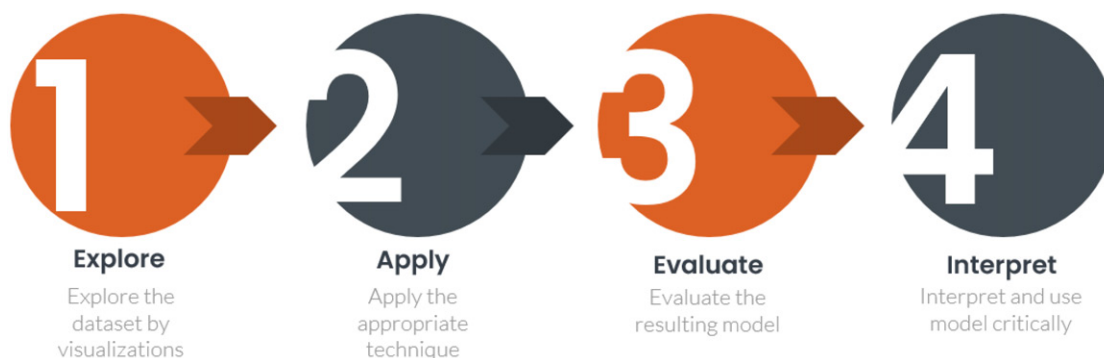 1
Explore
Explore the
dataset by
visualizations
2
Apply
Apply the
appropriate
technique
3
Evaluate
Evaluate the
resulting model
4
Interpret
Interpret and use
model critically